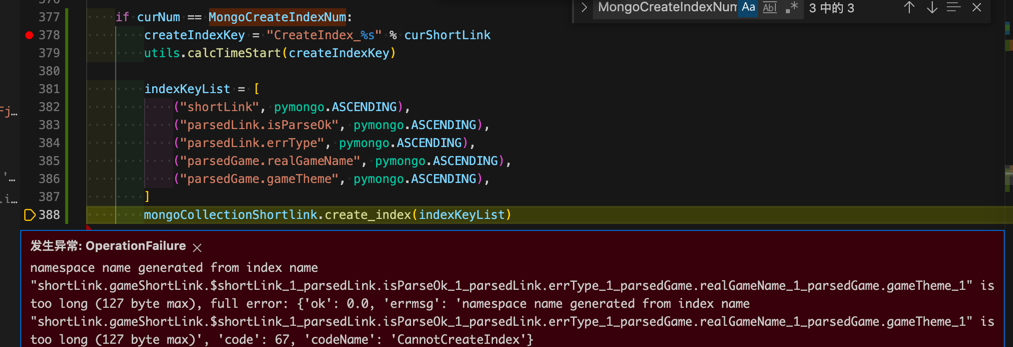 MongoCreateIndexNum Aa ab .* 3 中的 3
376
377 if curNum == MongoCreateIndexNum:
378 createIndexKey = "CreateIndex_%s" % curShortLink
379 utils.calcTimeStart(createIndexKey)
380
381 indexKeyList = [
382 ("shortLink", pymongo.ASCENDING),
383 ("parsedLink.isParseOk", pymongo.ASCENDING),
384 ("parsedLink.errType", pymongo.ASCENDING),
385 ("parsedGame.realGameName", pymongo.ASCENDING),
386 ("parsedGame.gameTheme", pymongo.ASCENDING),
387 ]
388 mongoCollectionShortlink.create_index(indexKeyList)
发生异常: OperationFailure
namespace name generated from index name
"shortLink.gameShortLink.$shortLink_1_parsedLink.isParseOk_1_parsedLink.errType_1_parsedGame.realGameName_1_parsedGame.gameTheme_1" is
too long (127 byte max), full error: {'ok': 0.0, 'errmsg': 'namespace name generated from index name
"shortLink.gameShortLink.$shortLink_1_parsedLink.isParseOk_1_parsedLink.errType_1_parsedGame.realGameName_1_parsedGame.gameTheme_1" is
too long (127 byte max)', 'code': 67, 'codeName': 'CannotCreateIndex'}